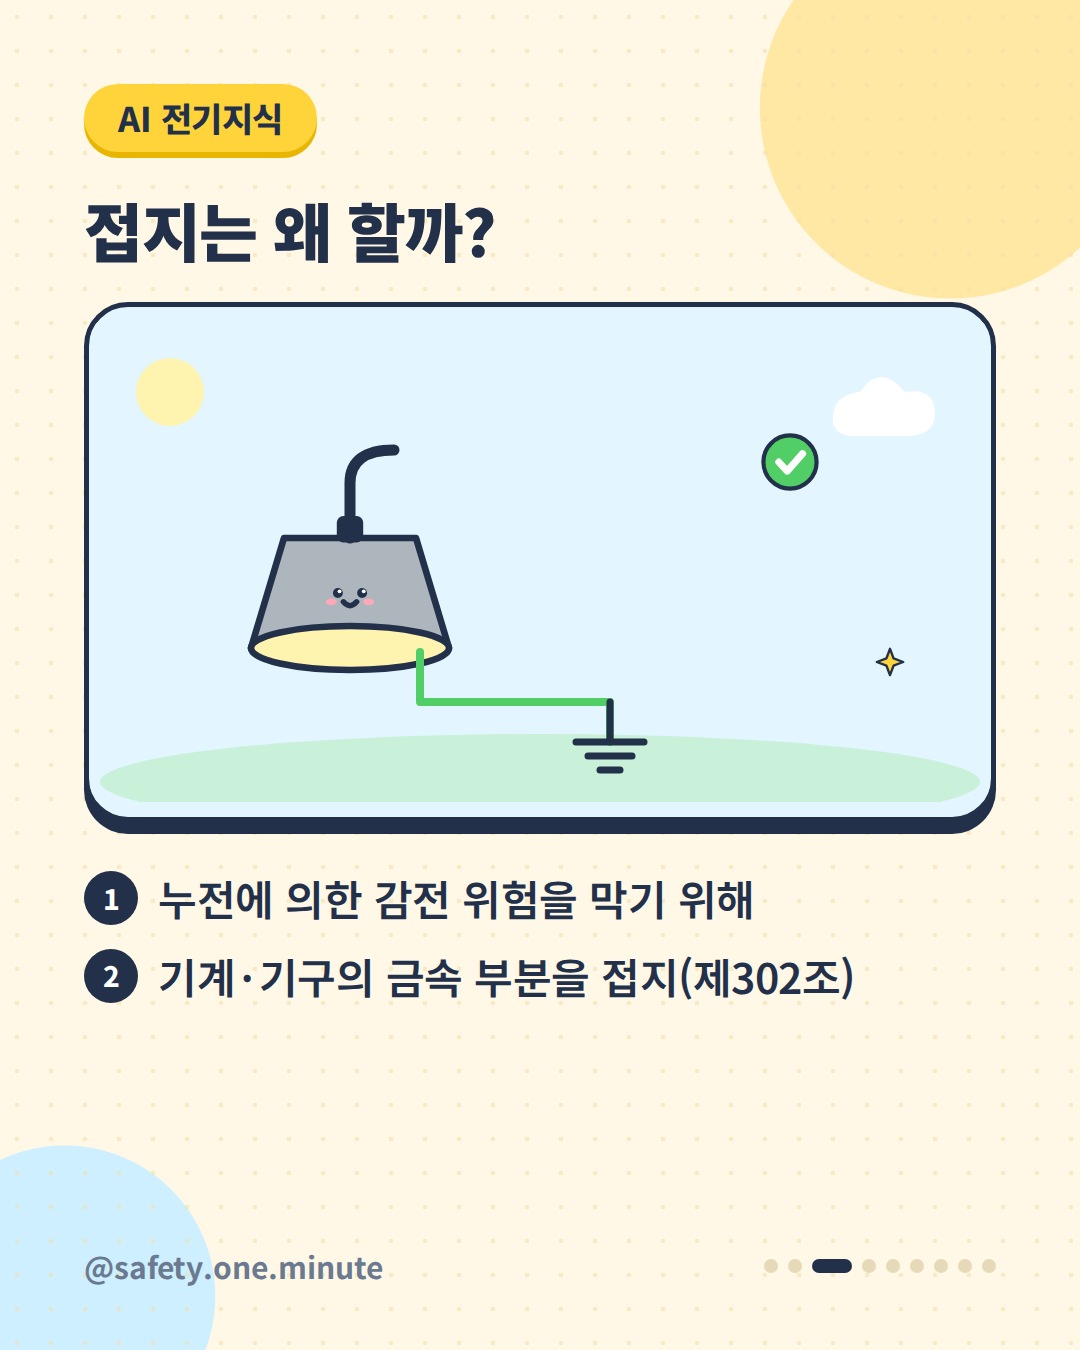 AI 전기지식
접지는 왜 할까?
1 누전에 의한 감전 위험을 막기 위해
2 기계·기구의 금속 부분을 접지(제302조)
@safety.one.minute